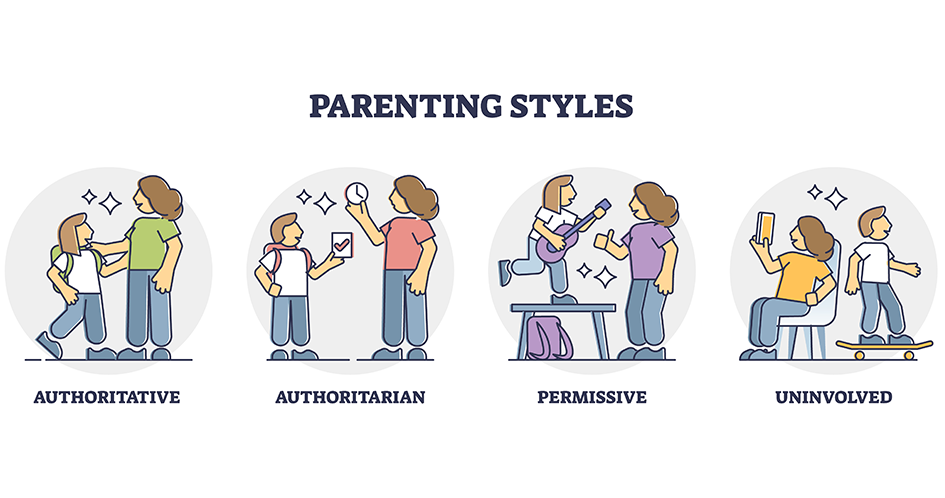 PARENTING STYLES
AUTHORITATIVE
AUTHORITARIAN
PERMISSIVE
UNINVOLVED